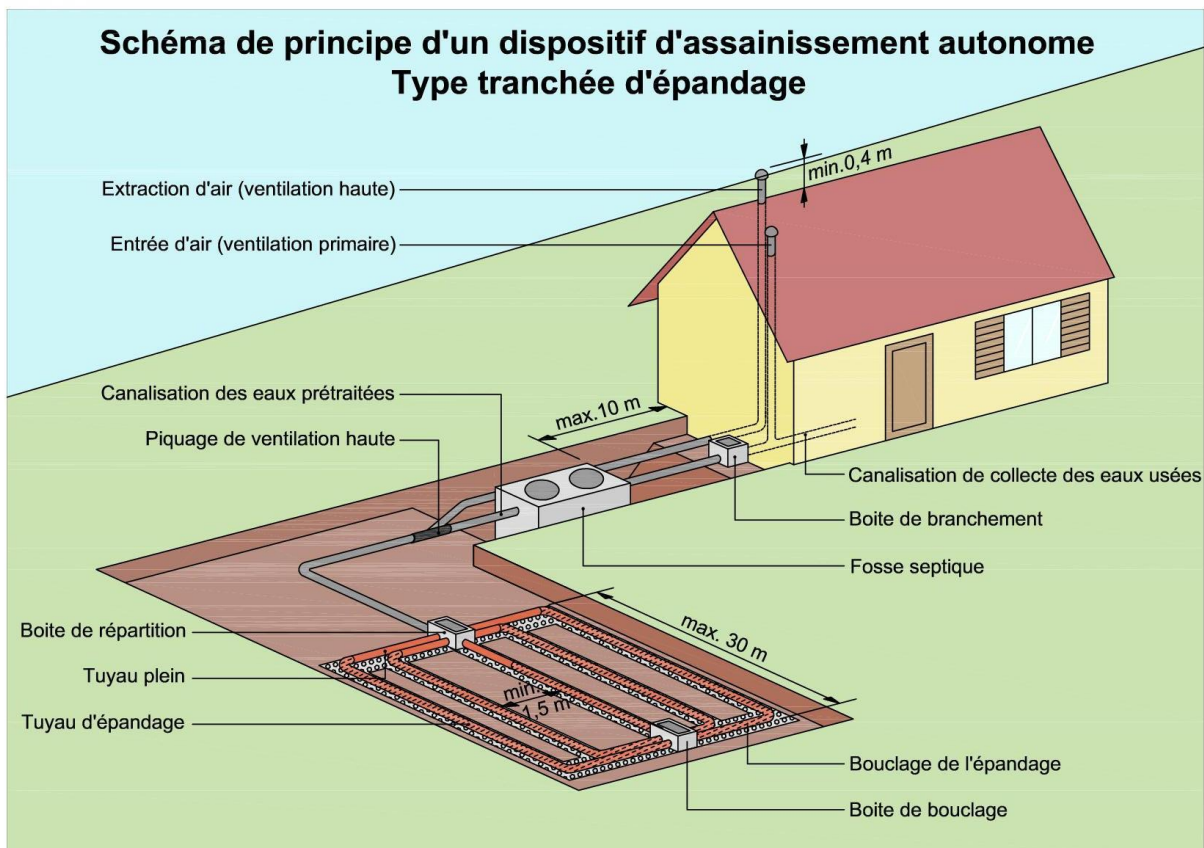 Schéma de principe d'un dispositif d'assainissement autonome
Type tranchée d'épandage
min.0,4 m
Extraction d'air (ventilation haute)
Entrée d'air (ventilation primaire)
Canalisation des eaux prétraitées
max.10 m
Piquage de ventilation haute
Canalisation de collecte des eaux usées
Boite de branchement
Fosse septique
Boite de répartition
max. 30 m
Tuyau plein
min.
1,5 m
Tuyau d'épandage
Bouclage de l'épandage
Boite de bouclage